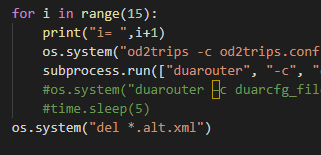 for i in range(15):
print("i= ",i+1)
os.system("od2trips -c od2trips.conf
subprocess.run(["duarouter", "-c", "
#os.system("duarouter -c duarcfg_fil
#time.sleep(5)
os.system("del *.alt.xml")